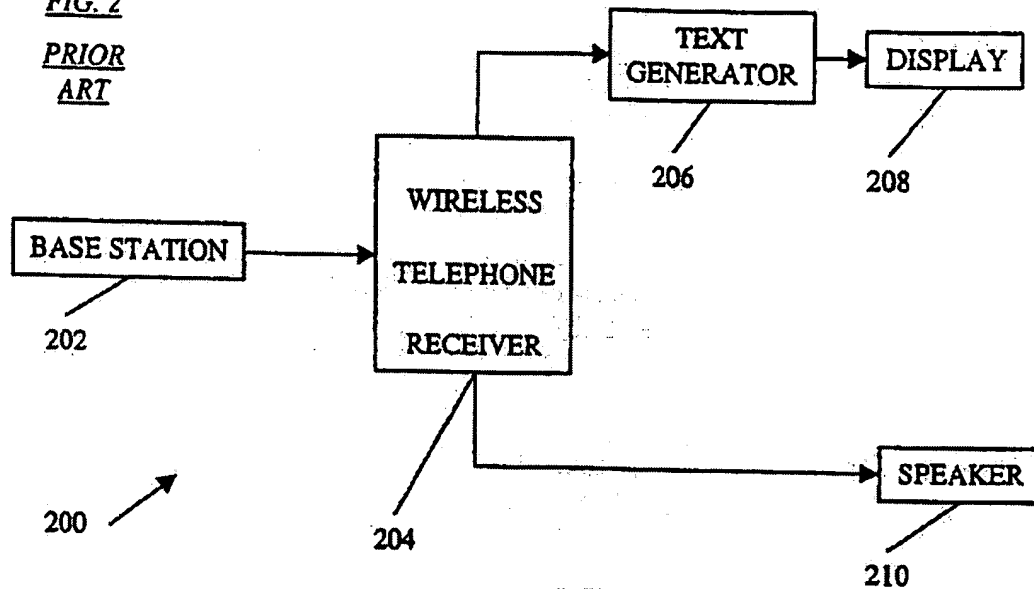 FIG. 2
PRIOR
ART
TEXT
GENERATOR
DISPLAY
206
208
WIRELESS
TELEPHONE
RECEIVER
BASE STATION
202
SPEAKER
200
204
210